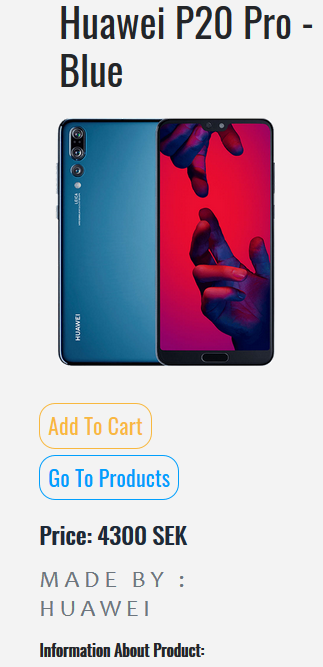 Huawei P20 Pro -
Blue
LEICA
HUAWEI
Add To Cart
Go To Products
Price: 4300 SEK
MADE BY :
HUAWEI
Information About Product: